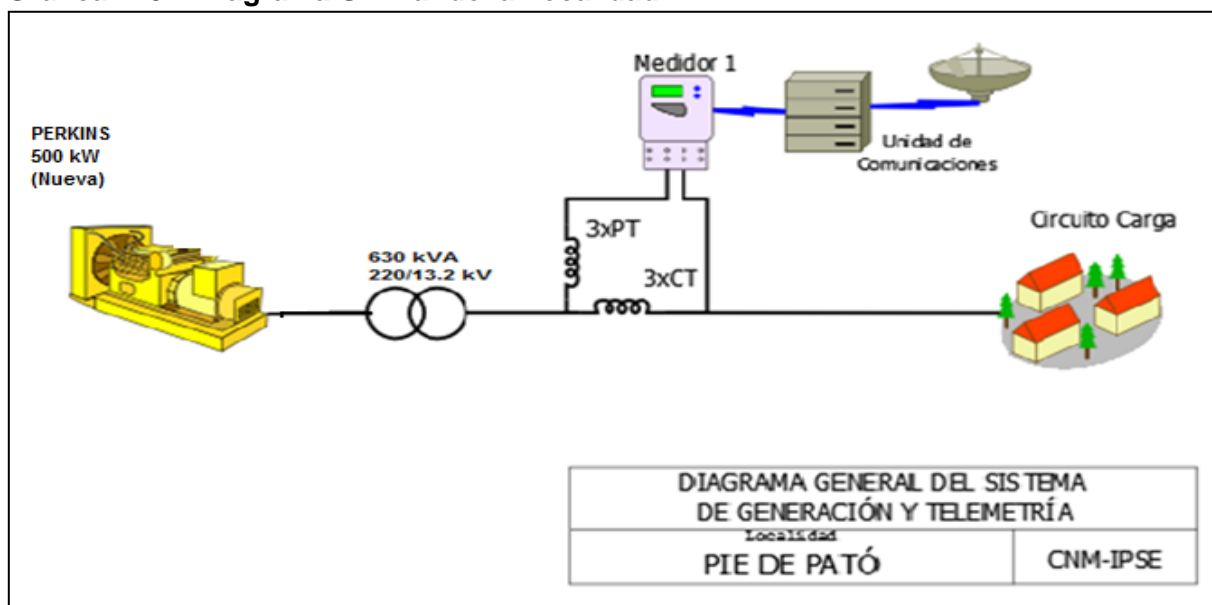 Medidor 1
PERKINS
500 kW
(Nueva)
Unidad de
Comunicaciones
3xPT
Circuito Carga
630 kVA
220/13.2 kV
3xCT
DIAGRAMA GENERAL DEL SISTEMA
DE GENERACIÓN Y TELEMETRÍA
Localidad
PIE DE PATÓ
CNM-IPSE